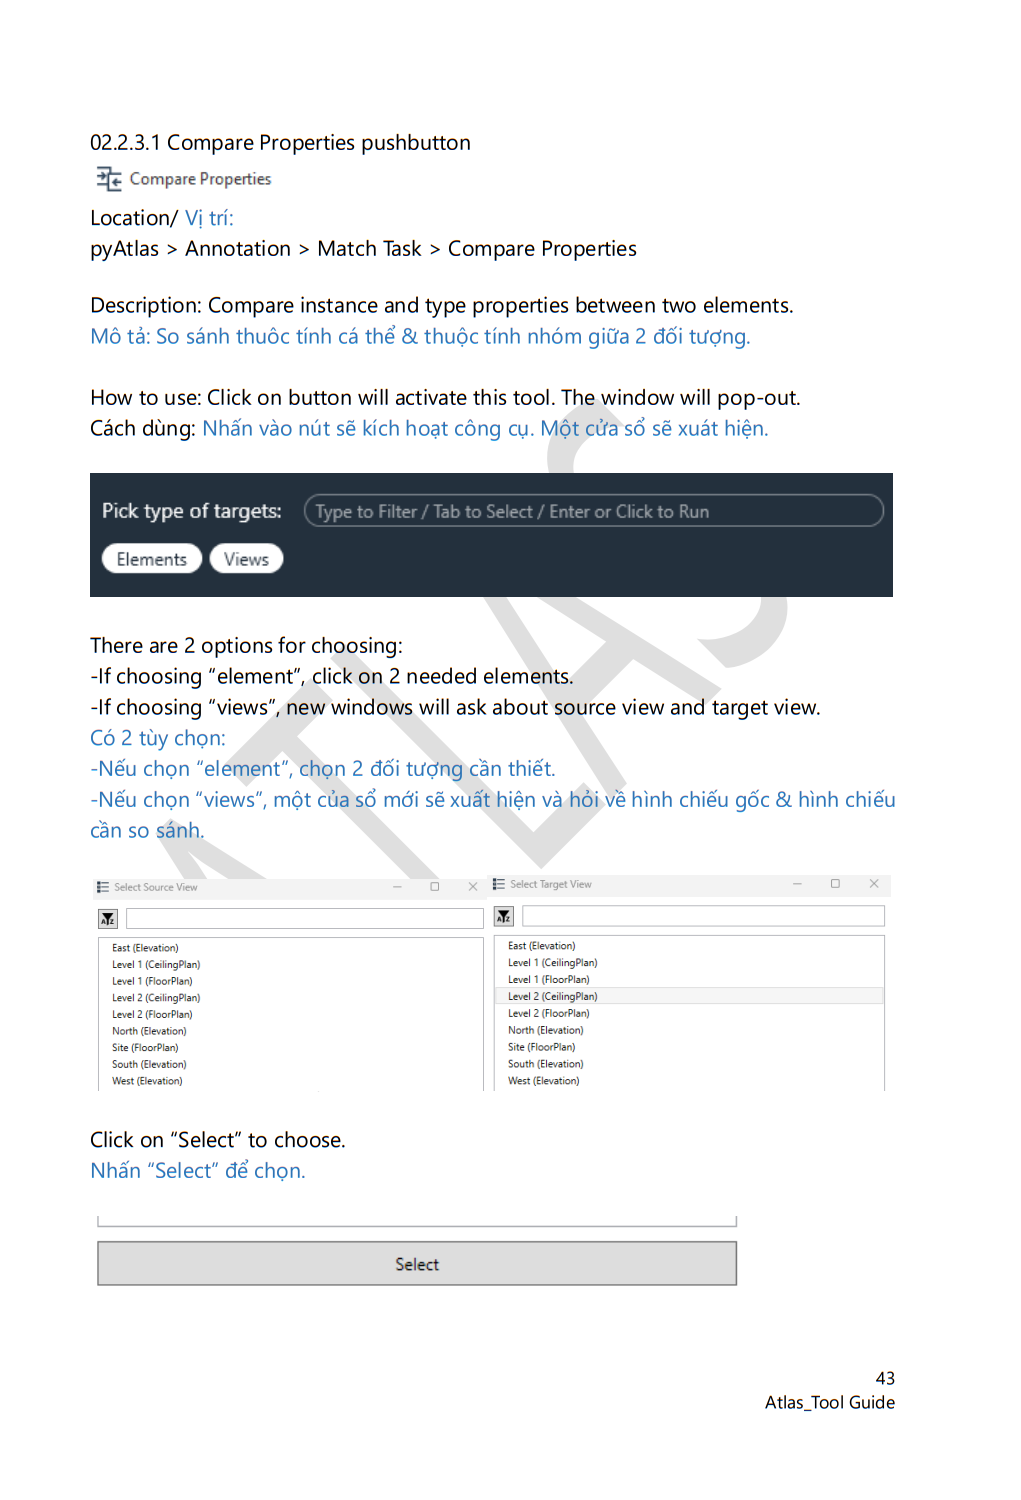 02.2.3.1 Compare Properties pushbutton
Compare Properties
Location/ Vị trí:
pyAtlas > Annotation > Match Task > Compare Properties
Description: Compare instance and type properties between two elements.
Mô tả: So sánh thuôc tính cá thể & thuộc tính nhóm giữa 2 đối tượng.
How to use: Click on button will activate this tool. The window will pop-out.
Cách dùng: Nhấn vào nút sẽ kích hoạt công cụ. Một cửa sổ sẽ xuát hiện.
Pick type of targets: Type to Filter / Tab to Select / Enter or Click to Run
Elements Views
There are 2 options for choosing:
-If choosing “element”, click on 2 needed elements.
-If choosing “views”, new windows will ask about source view and target view.
Có 2 tùy chọn:
-Nếu chọn “element”, chọn 2 đối tượng cần thiết.
-Nếu chọn “views”, một của sổ mới sẽ xuất hiện và hỏi về hình chiếu gốc & hình chiếu
cần so sánh.
Select Source View
East (Elevation)
Level 1 (CeilingPlan)
Level 1 (FloorPlan)
Level 2 (CeilingPlan)
Level 2 (FloorPlan)
North (Elevation)
Site (FloorPlan)
South (Elevation)
West (Elevation)
Select Target View
East (Elevation)
Level 1 (CeilingPlan)
Level 1 (FloorPlan)
Level 2 (CeilingPlan)
Level 2 (FloorPlan)
North (Elevation)
Site (FloorPlan)
South (Elevation)
West (Elevation)
Click on “Select” to choose.
Nhấn “Select” để chọn.
Select
43
Atlas_Tool Guide
ATLAS